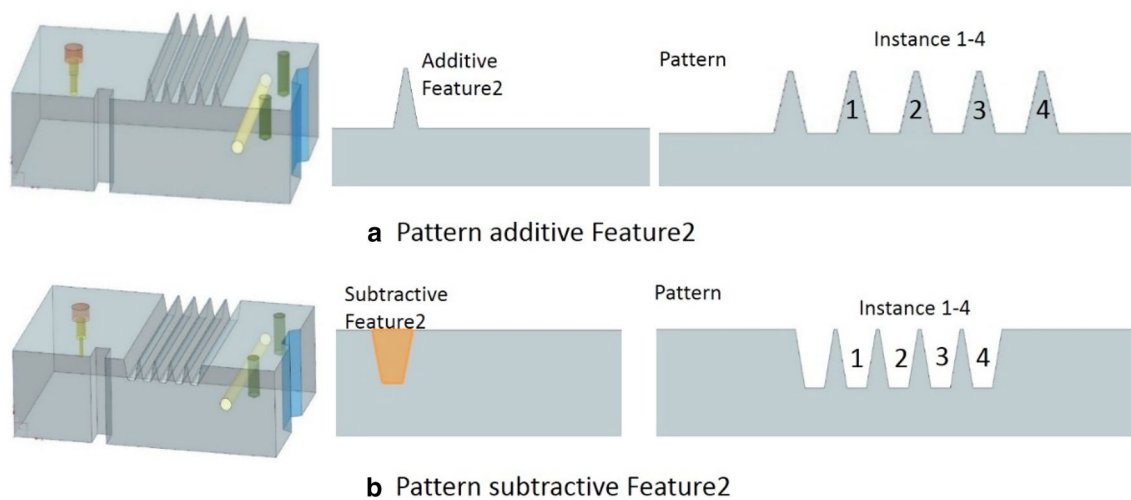 Additive
Feature2
Pattern
Instance 1-4
1
2
3
4
a Pattern additive Feature2
Subtractive
Feature2
Pattern
Instance 1-4
1
2
3
4
b Pattern subtractive Feature2